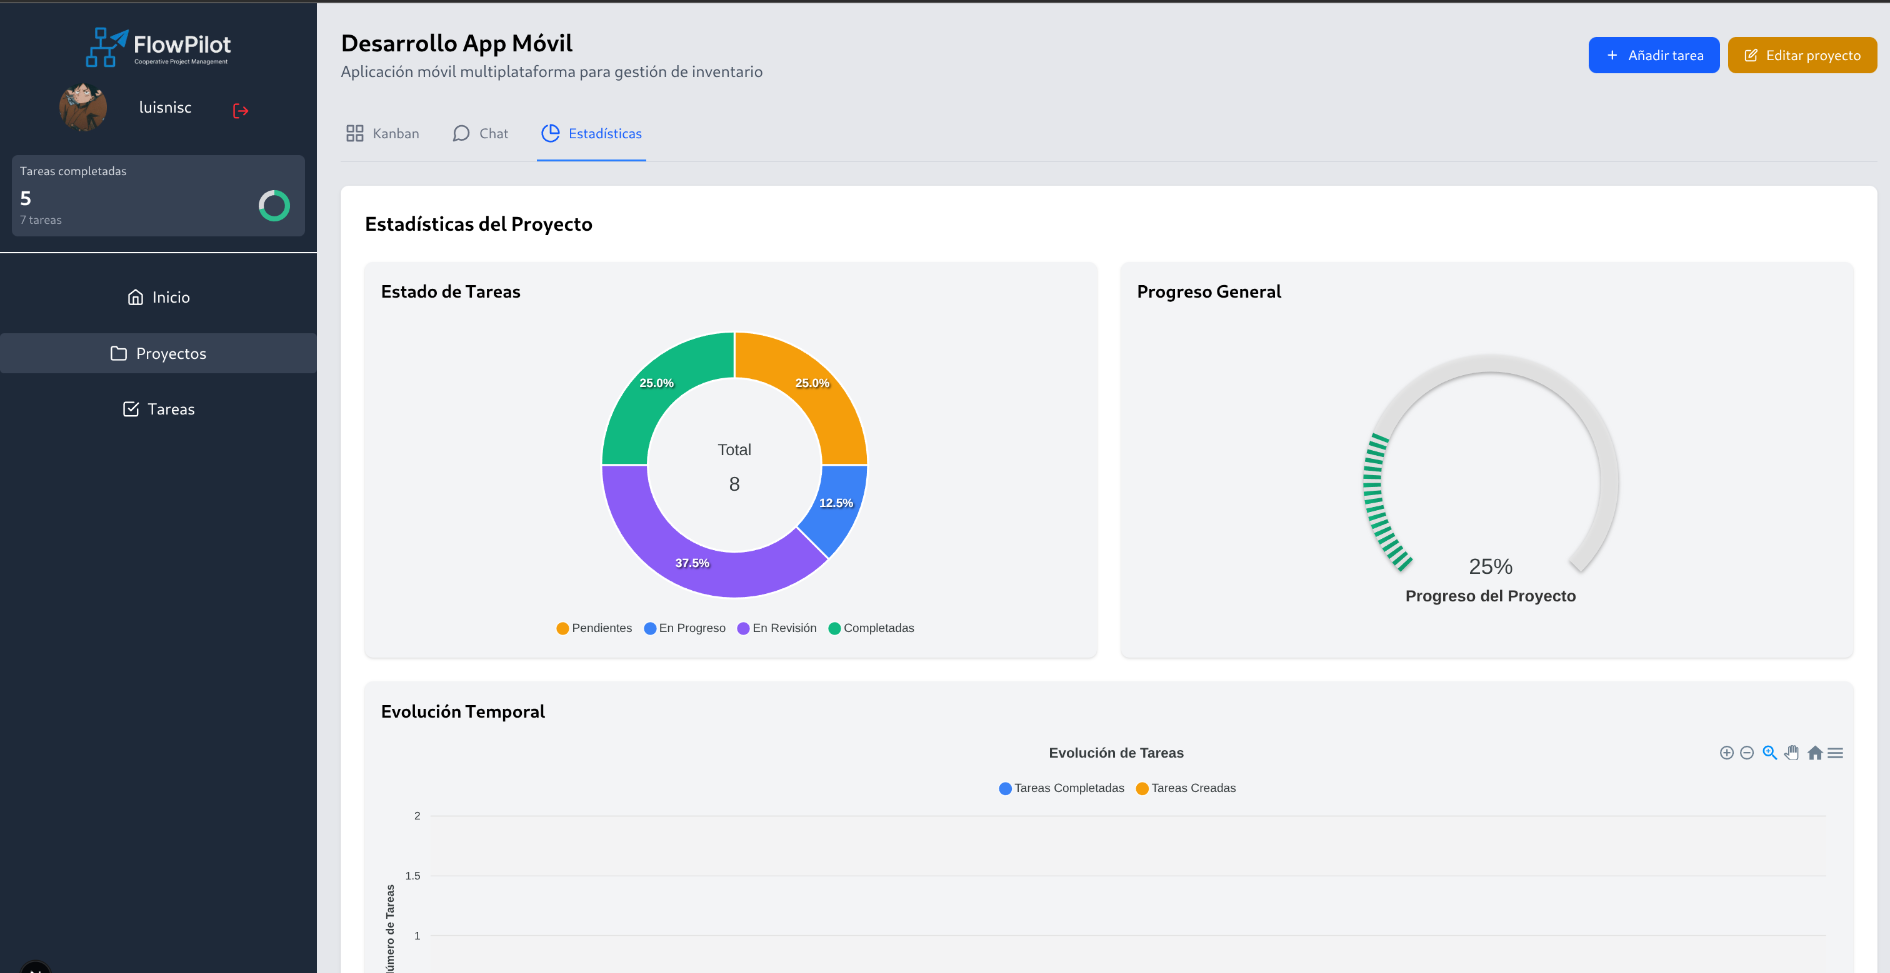 FlowPilot
Cooperative Project Management
luisnisc
Tareas completadas
5
7 tareas
Inicio
Proyectos
Tareas
Desarrollo App Móvil
Aplicación móvil multiplataforma para gestión de inventario
+ Añadir tarea
Editar proyecto
Kanban
Chat
Estadísticas
Estadísticas del Proyecto
Estado de Tareas
25.0%
25.0%
Total
8
12.5%
37.5%
Pendientes En Progreso En Revisión Completadas
Progreso General
25%
Progreso del Proyecto
Evolución Temporal
Evolución de Tareas
Tareas Completadas Tareas Creadas
2
1.5
1
de Tareas